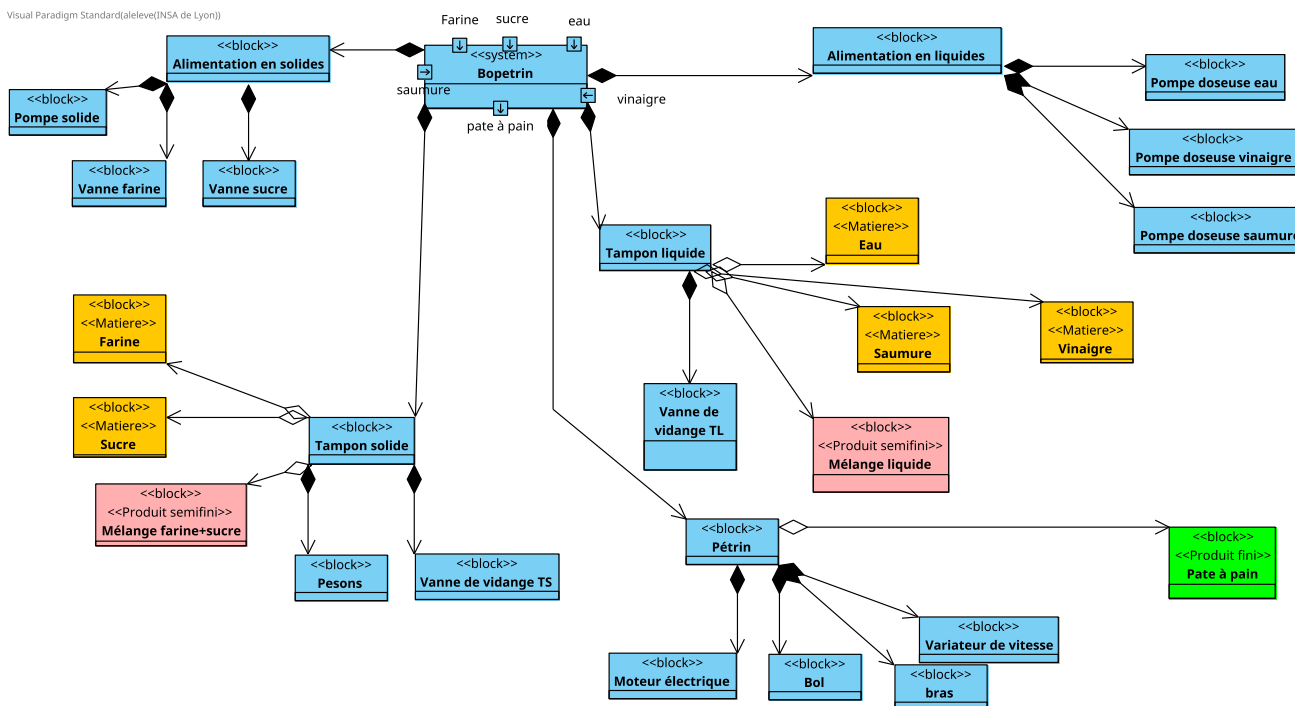 Visual Paradigm Standard(aleleve(INSA de Lyon))
Farine
sucre
eau
<<block>>
Alimentation en solides
<<system>>
Bopetrin
saumure
vinaigre
pate à pain
<<block>>
Alimentation en liquides
<<block>>
Pompe doseuse eau
<<block>>
Pompe solide
<<block>>
Pompe doseuse vinaigre
<<block>>
Vanne farine
<<block>>
Vanne sucre
<<block>>
Pompe doseuse saumure
<<block>>
<<Matiere>>
Eau
<<block>>
Tampon liquide
<<block>>
<<Matiere>>
Farine
<<block>>
<<Matiere>>
Saumure
<<block>>
<<Matiere>>
Vinaigre
<<block>>
Vanne de
vidange TL
<<block>>
<<Matiere>>
Sucre
<<block>>
Tampon solide
<<block>>
<<Produit semifini>>
Mélange liquide
<<block>>
<<Produit semifini>>
Mélange farine+sucre
<<block>>
Pétrin
<<block>>
<<Produit fini>>
Pate à pain
<<block>>
Pesons
<<block>>
Vanne de vidange TS
<<block>>
Variateur de vitesse
<<block>>
Moteur électrique
<<block>>
Bol
<<block>>
bras